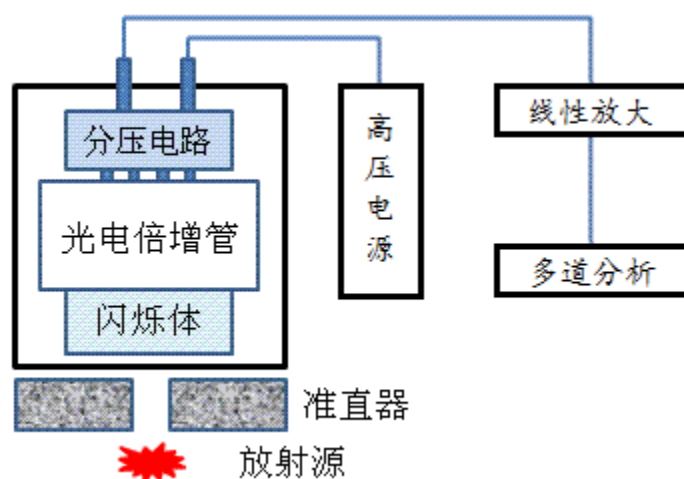 分压电路
光电倍增管
闪烁体
高压电源
线性放大
多道分析
准直器
放射源